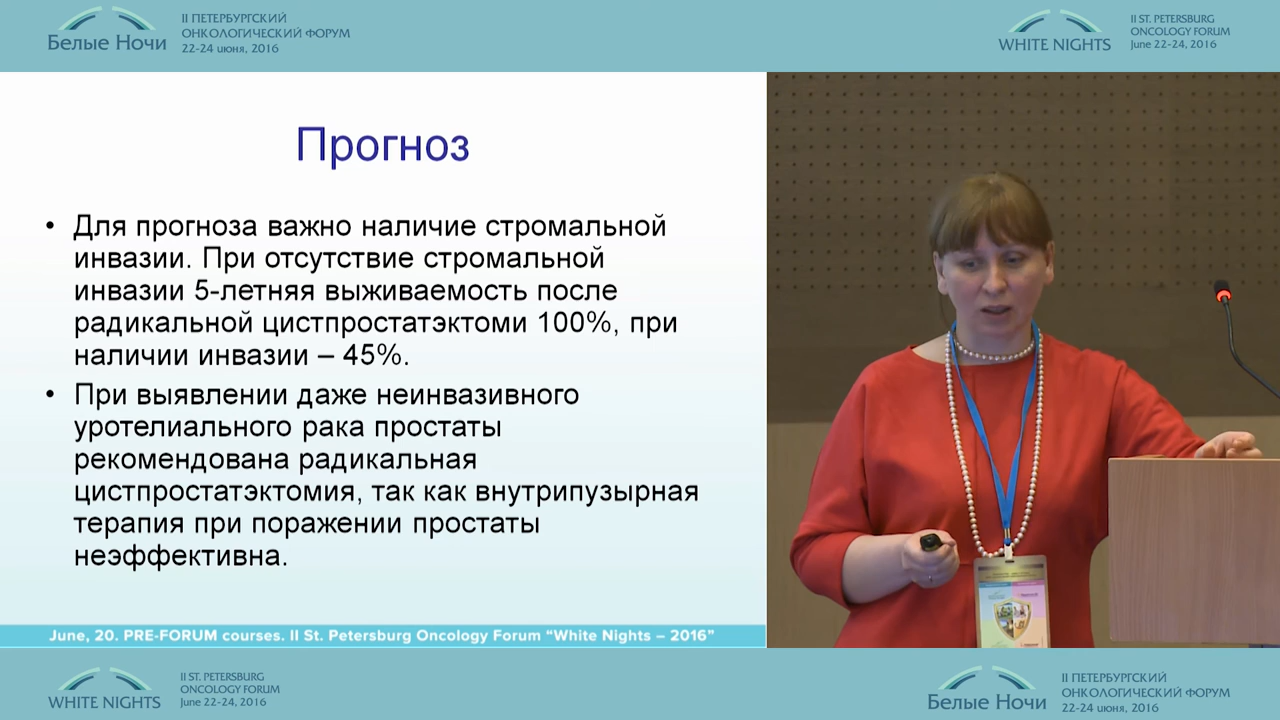 Белые Ночи
II ПЕТЕРБУРГСКИЙ
ОНКОЛОГИЧЕСКИЙ ФОРУМ
22-24 июня, 2016
WHITE NIGHTS
II ST. PETERSBURG
ONCOLOGY FORUM
June 22-24, 2016
Прогноз
• Для прогноза важно наличие стромальной
инвазии. При отсутствие стромальной
инвазии 5-летняя выживаемость после
радикальной цистпростатэктоми 100%, при
наличии инвазии – 45%.
• При выявлении даже неинвазивного
уротелиального рака простаты
рекомендована радикальная
цистпростатэктомия, так как внутрипузырная
терапия при поражении простаты
неэффективна.
June, 20. PRE-FORUM courses. II St. Petersburg Oncology Forum “White Nights – 2016”
WHITE NIGHTS
II ST. PETERSBURG
ONCOLOGY FORUM
June 22-24, 2016
Белые Ночи
II ПЕТЕРБУРГСКИЙ
ОНКОЛОГИЧЕСКИЙ ФОРУМ
22-24 июня, 2016